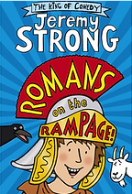 THE KING OF COMEDY
JEREMY
STRONG
ROMANS
on the
RAMPAGE!